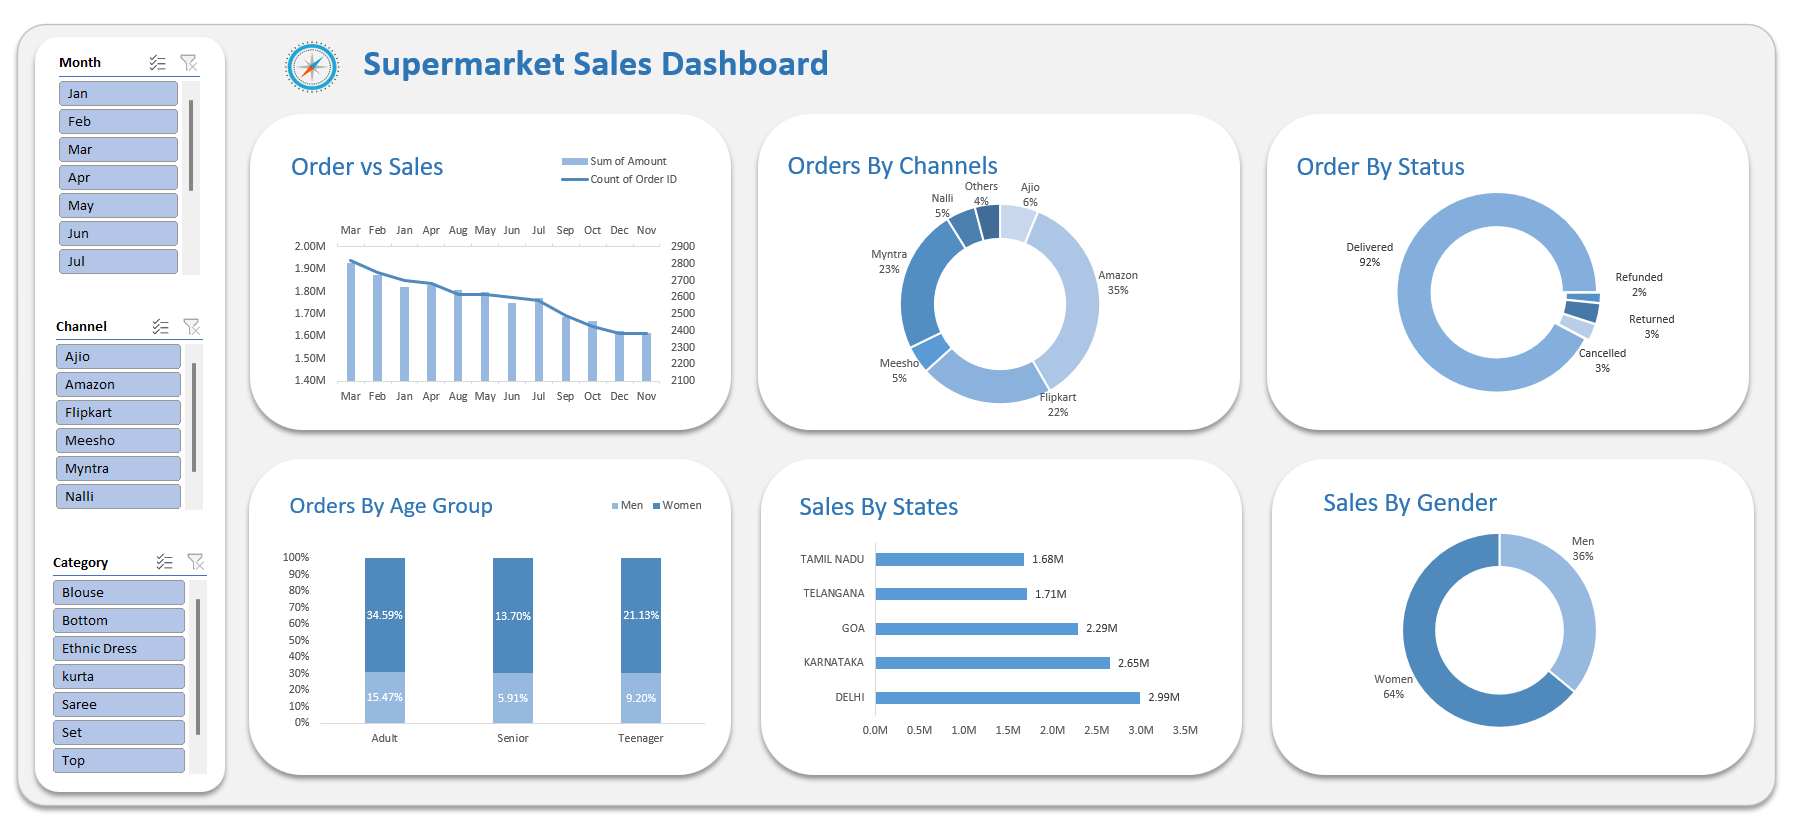 Supermarket Sales Dashboard
Month
Jan
Feb
Mar
Apr
May
Jun
Jul
Channel
Ajio
Amazon
Flipkart
Meesho
Myntra
Nalli
Category
Blouse
Bottom
Ethnic Dress
kurta
Saree
Set
Top
Order vs Sales
Sum of Amount
Count of Order ID
Mar Feb Jan Apr Aug May Jun Jul Sep Oct Dec Nov
2.00M 2900
1.90M 2800
2700
1.80M 2600
1.70M 2500
1.60M 2400
2300
1.50M 2200
1.40M 2100
Mar Feb Jan Apr Aug May Jun Jul Sep Oct Dec Nov
Orders By Channels
Others
4%
Ajio
6%
Nalli
5%
Myntra
23%
Amazon
35%
Meesho
5%
Flipkart
22%
Order By Status
Delivered
92%
Refunded
2%
Returned
3%
Cancelled
3%
Orders By Age Group
Men Women
100%
90%
80%
70%
60%
50%
40%
30%
20%
10%
0%
34.59% 13.70% 21.13%
15.47% 5.91% 9.20%
Adult Senior Teenager
Sales By States
TAMIL NADU 1.68M
TELANGANA 1.71M
GOA 2.29M
KARNATAKA 2.65M
DELHI 2.99M
0.0M 0.5M 1.0M 1.5M 2.0M 2.5M 3.0M 3.5M
Sales By Gender
Men
36%
Women
64%